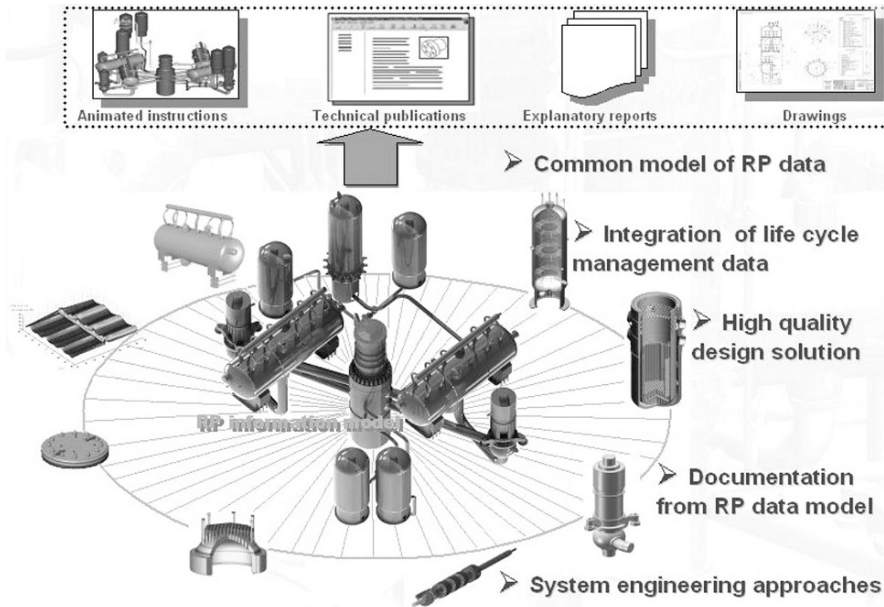 Animated instructions
Technical publications
Explanatory reports
Drawings
Common model of RP data
Integration of life cycle
management data
High quality
design solution
RP information model
Documentation
from RP data model
System engineering approaches